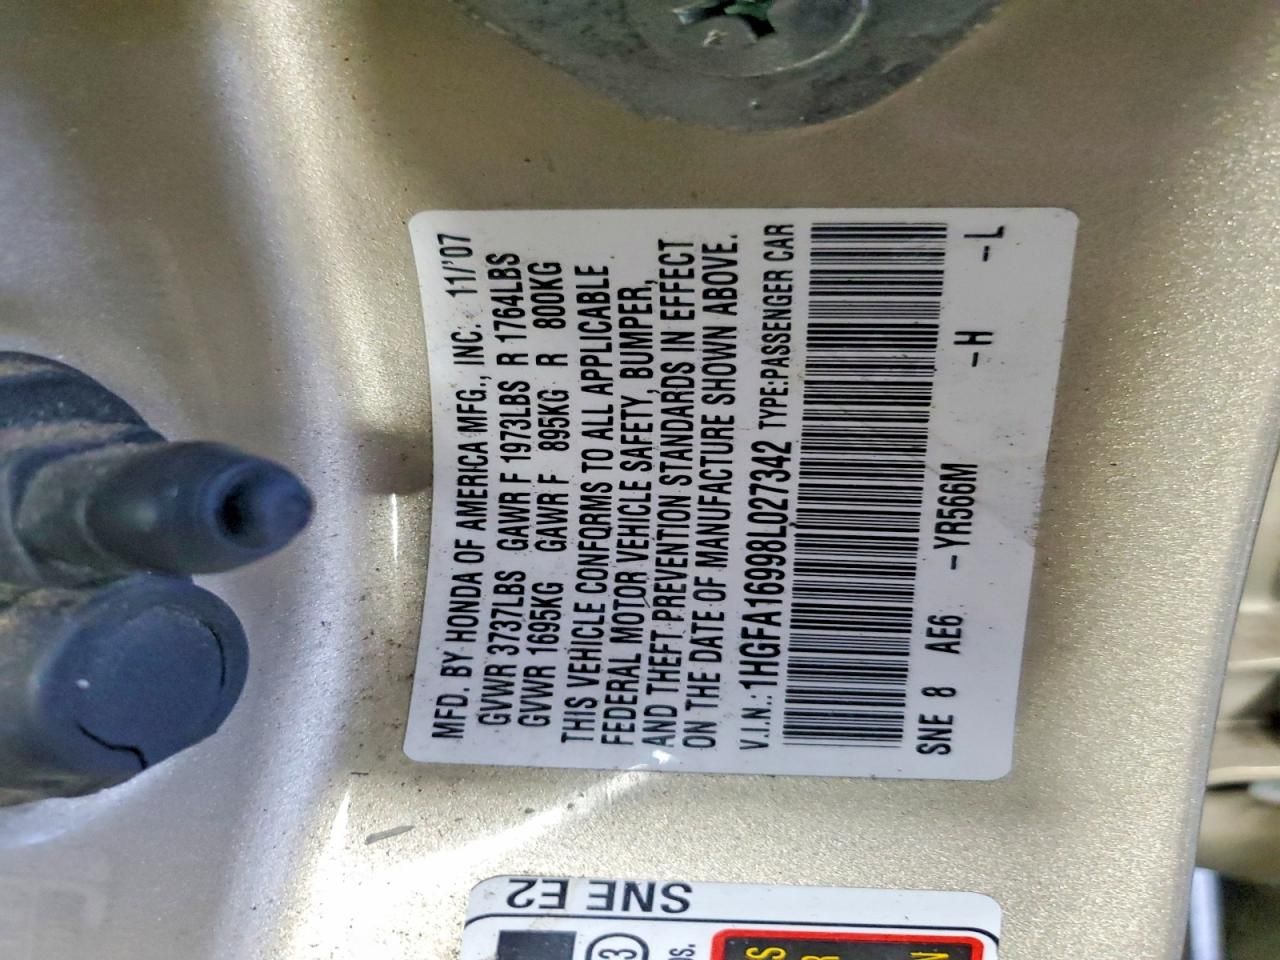 MFD. BY HONDA OF AMERICA MFG., INC. 11/'07
GVWR 3737LBS GAWR F 1973LBS R 1764LBS
GVWR 1695KG GAWR F 895KG R 800KG
THIS VEHICLE CONFORMS TO ALL APPLICABLE
FEDERAL MOTOR VEHICLE SAFETY, BUMPER,
AND THEFT PREVENTION STANDARDS IN EFFECT
ON THE DATE OF MANUFACTURE SHOWN ABOVE.
V.I.N.: 1HGFA16998L027342 TYPE:PASSENGER CAR
SNE 8 AE6 -YR566M -H -L
SNE E2
3